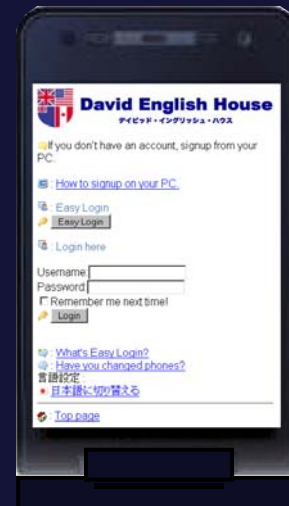 David English House
デイビッド・イングリッシュ・ハウス
If you don't have an account, signup from your
PC.
: How to signup on your PC.
: Easy Login
Easy Login
: Login here
Username:
Password:
Remember me next time!
Login
: What's Easy Login?
: Have you changed phones?
言語設定
日本語に切り替える
: Top page